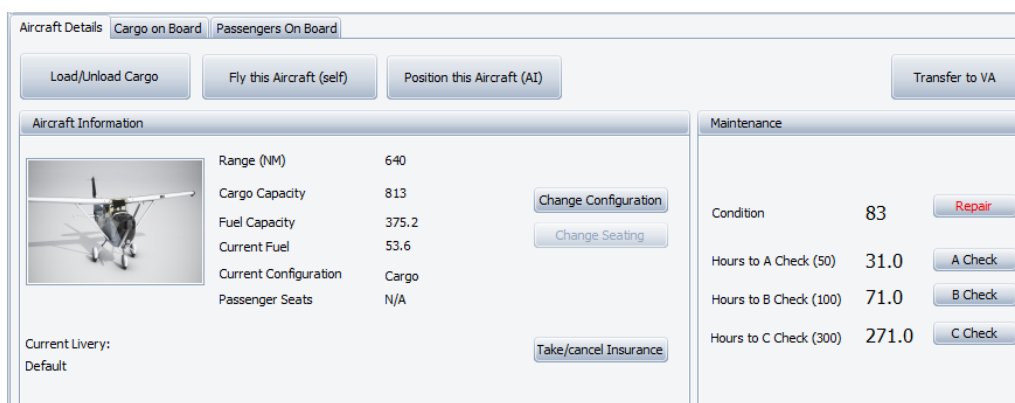 Aircraft Details Cargo on Board Passengers On Board
Load/Unload Cargo Fly this Aircraft (self) Position this Aircraft (AI) Transfer to VA
Aircraft Information
Range (NM) 640
Cargo Capacity 813
Change Configuration
Fuel Capacity 375.2
Change Seating
Current Fuel 53.6
Current Configuration Cargo
Passenger Seats N/A
Current Livery:
Default
Take/cancel Insurance
Maintenance
Condition 83 Repair
Hours to A Check (50) 31.0 A Check
Hours to B Check (100) 71.0 B Check
Hours to C Check (300) 271.0 C Check